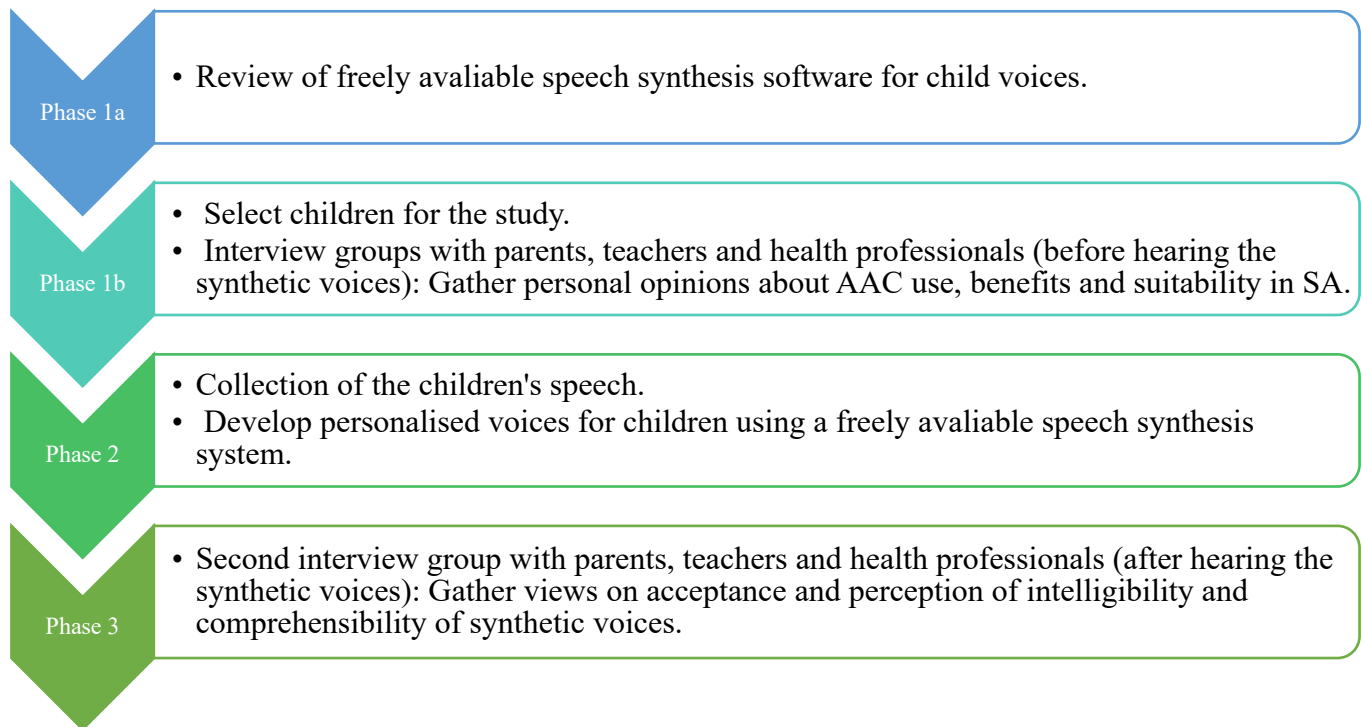 Phase 1a
• Review of freely avaliable speech synthesis software for child voices.
Phase 1b
• Select children for the study.
• Interview groups with parents, teachers and health professionals (before hearing the
synthetic voices): Gather personal opinions about AAC use, benefits and suitability in SA.
Phase 2
• Collection of the children's speech.
• Develop personalised voices for children using a freely avaliable speech synthesis
system.
Phase 3
• Second interview group with parents, teachers and health professionals (after hearing the
synthetic voices): Gather views on acceptance and perception of intelligibility and
comprehensibility of synthetic voices.